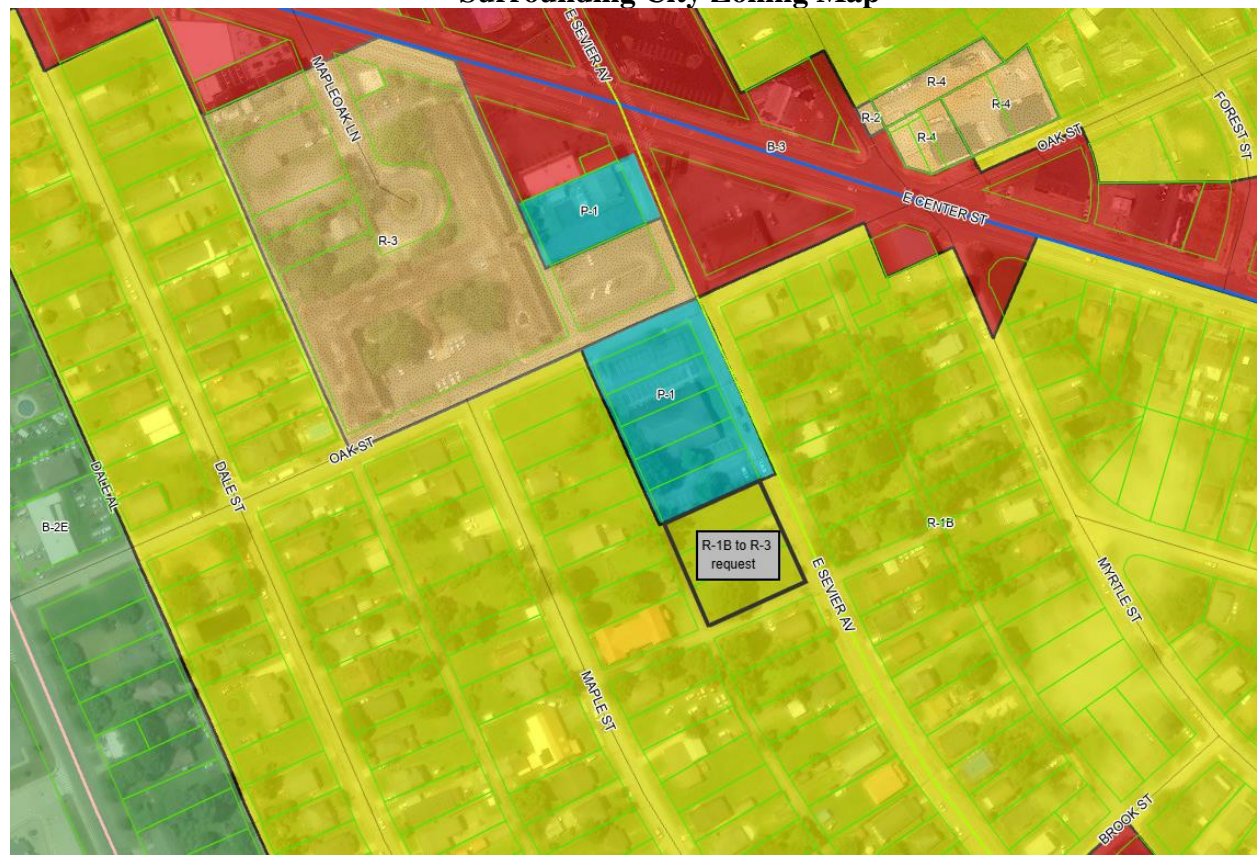 Surrounding City Zoning Map
E SEVIER AV
MAPLEOAK LN
R-4
R-4
R-2
R-4
FOREST ST
OAK ST
B-3
E CENTER ST
P-1
R-3
P-1
OAK ST
DALE AL
DALE ST
B-2E
R-1B to R-3
request
R-1B
E SEVIER AV
MYRTLE ST
MAPLE ST
BROOK ST